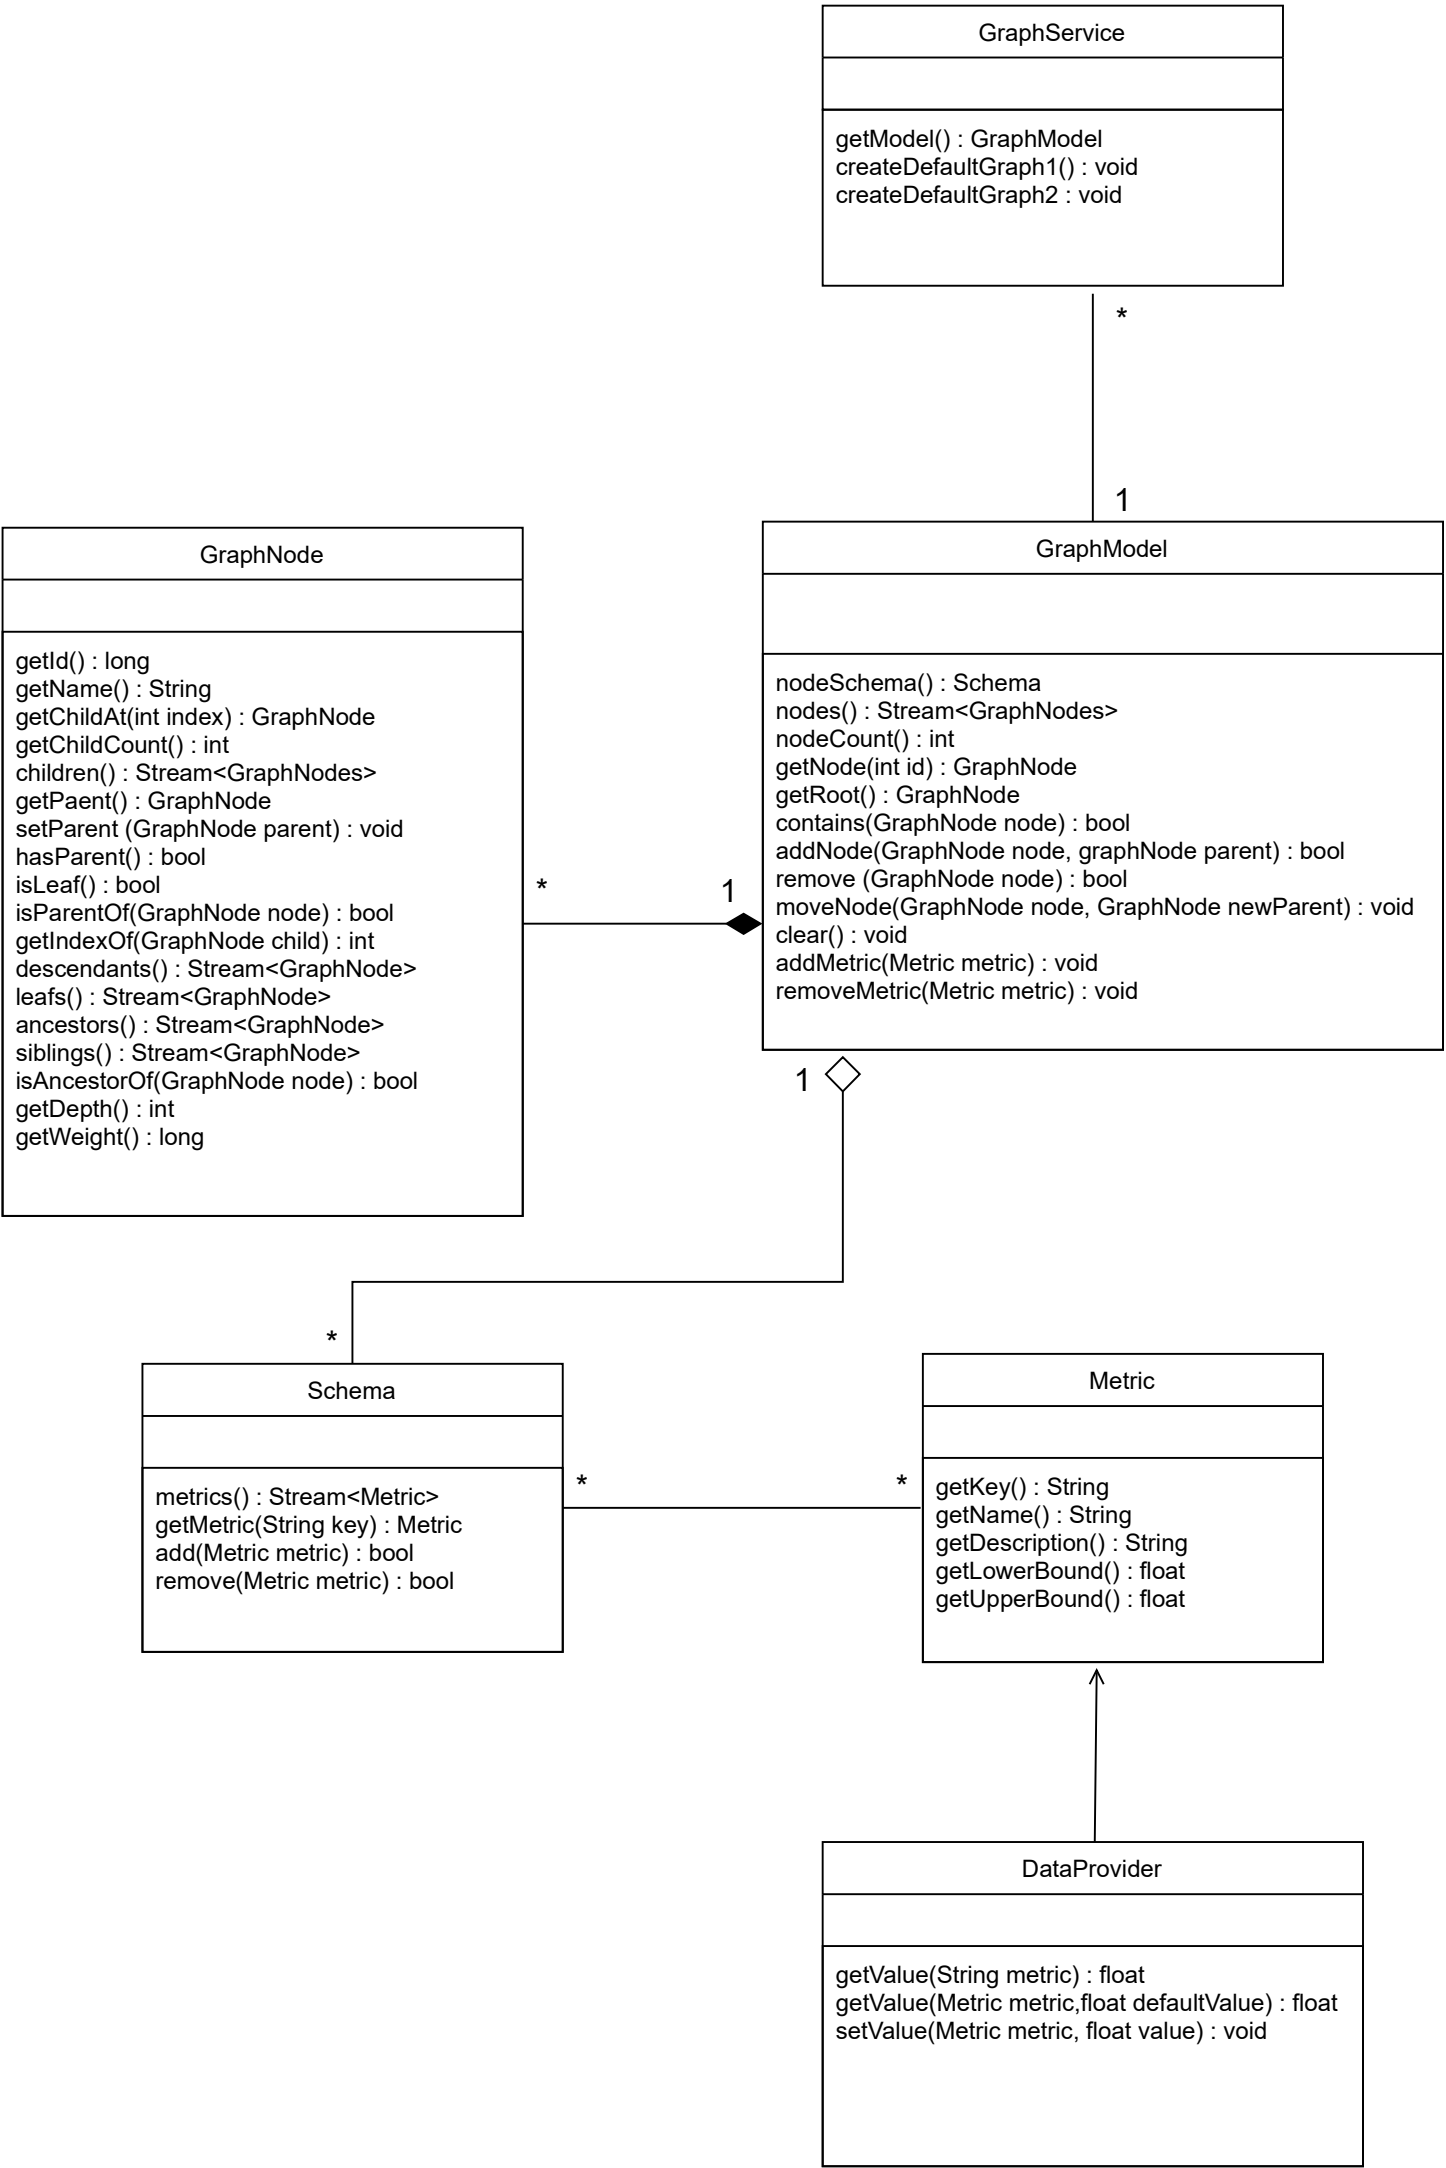 GraphService
getModel() : GraphModel
createDefaultGraph1() : void
createDefaultGraph2 : void
*
1
GraphNode
getId() : long
getName() : String
getChildAt(int index) : GraphNode
getChildCount() : int
children() : Stream<GraphNodes>
getPaent() : GraphNode
setParent (GraphNode parent) : void
hasParent() : bool
isLeaf() : bool
isParentOf(GraphNode node) : bool
getIndexOf(GraphNode child) : int
descendants() : Stream<GraphNode>
leafs() : Stream<GraphNode>
ancestors() : Stream<GraphNode>
siblings() : Stream<GraphNode>
isAncestorOf(GraphNode node) : bool
getDepth() : int
getWeight() : long
*
1
GraphModel
nodeSchema() : Schema
nodes() : Stream<GraphNodes>
nodeCount() : int
getNode(int id) : GraphNode
getRoot() : GraphNode
contains(GraphNode node) : bool
addNode(GraphNode node, graphNode parent) : bool
remove (GraphNode node) : bool
moveNode(GraphNode node, GraphNode newParent) : void
clear() : void
addMetric(Metric metric) : void
removeMetric(Metric metric) : void
1
*
Schema
metrics() : Stream<Metric>
getMetric(String key) : Metric
add(Metric metric) : bool
remove(Metric metric) : bool
*
*
Metric
getKey() : String
getName() : String
getDescription() : String
getLowerBound() : float
getUpperBound() : float
DataProvider
getValue(String metric) : float
getValue(Metric metric,float defaultValue) : float
setValue(Metric metric, float value) : void